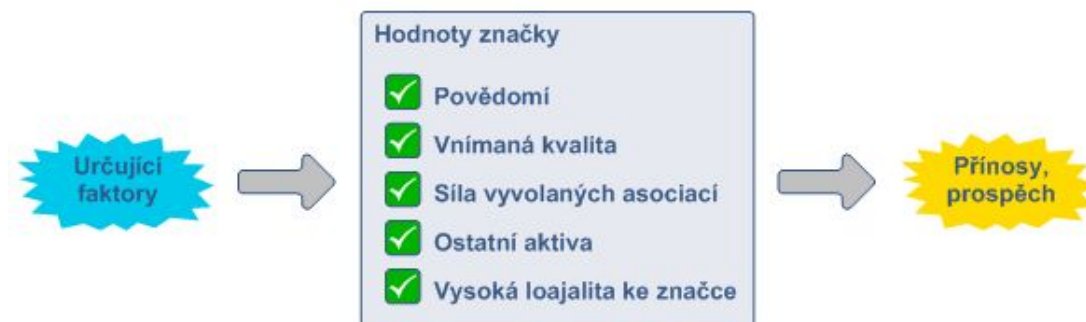 Určující
faktory
Hodnoty značky
Povědomí
Vnímaná kvalita
Síla vyvolaných asociací
Ostatní aktiva
Vysoká loajalita ke značce
Přínosy,
prospěch